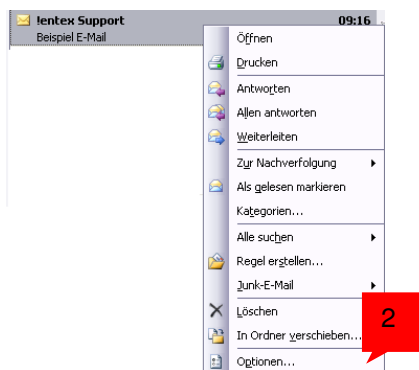 !entex Support 09:16
Beispiel E-Mail
Öffnen
Drucken
Antworten
Allen antworten
Weiterleiten
Zur Nachverfolgung
Als gelesen markieren
Kategorien...
Alle suchen
Regel erstellen...
Junk-E-Mail
Löschen
2
In Ordner verschieben...
Optionen...